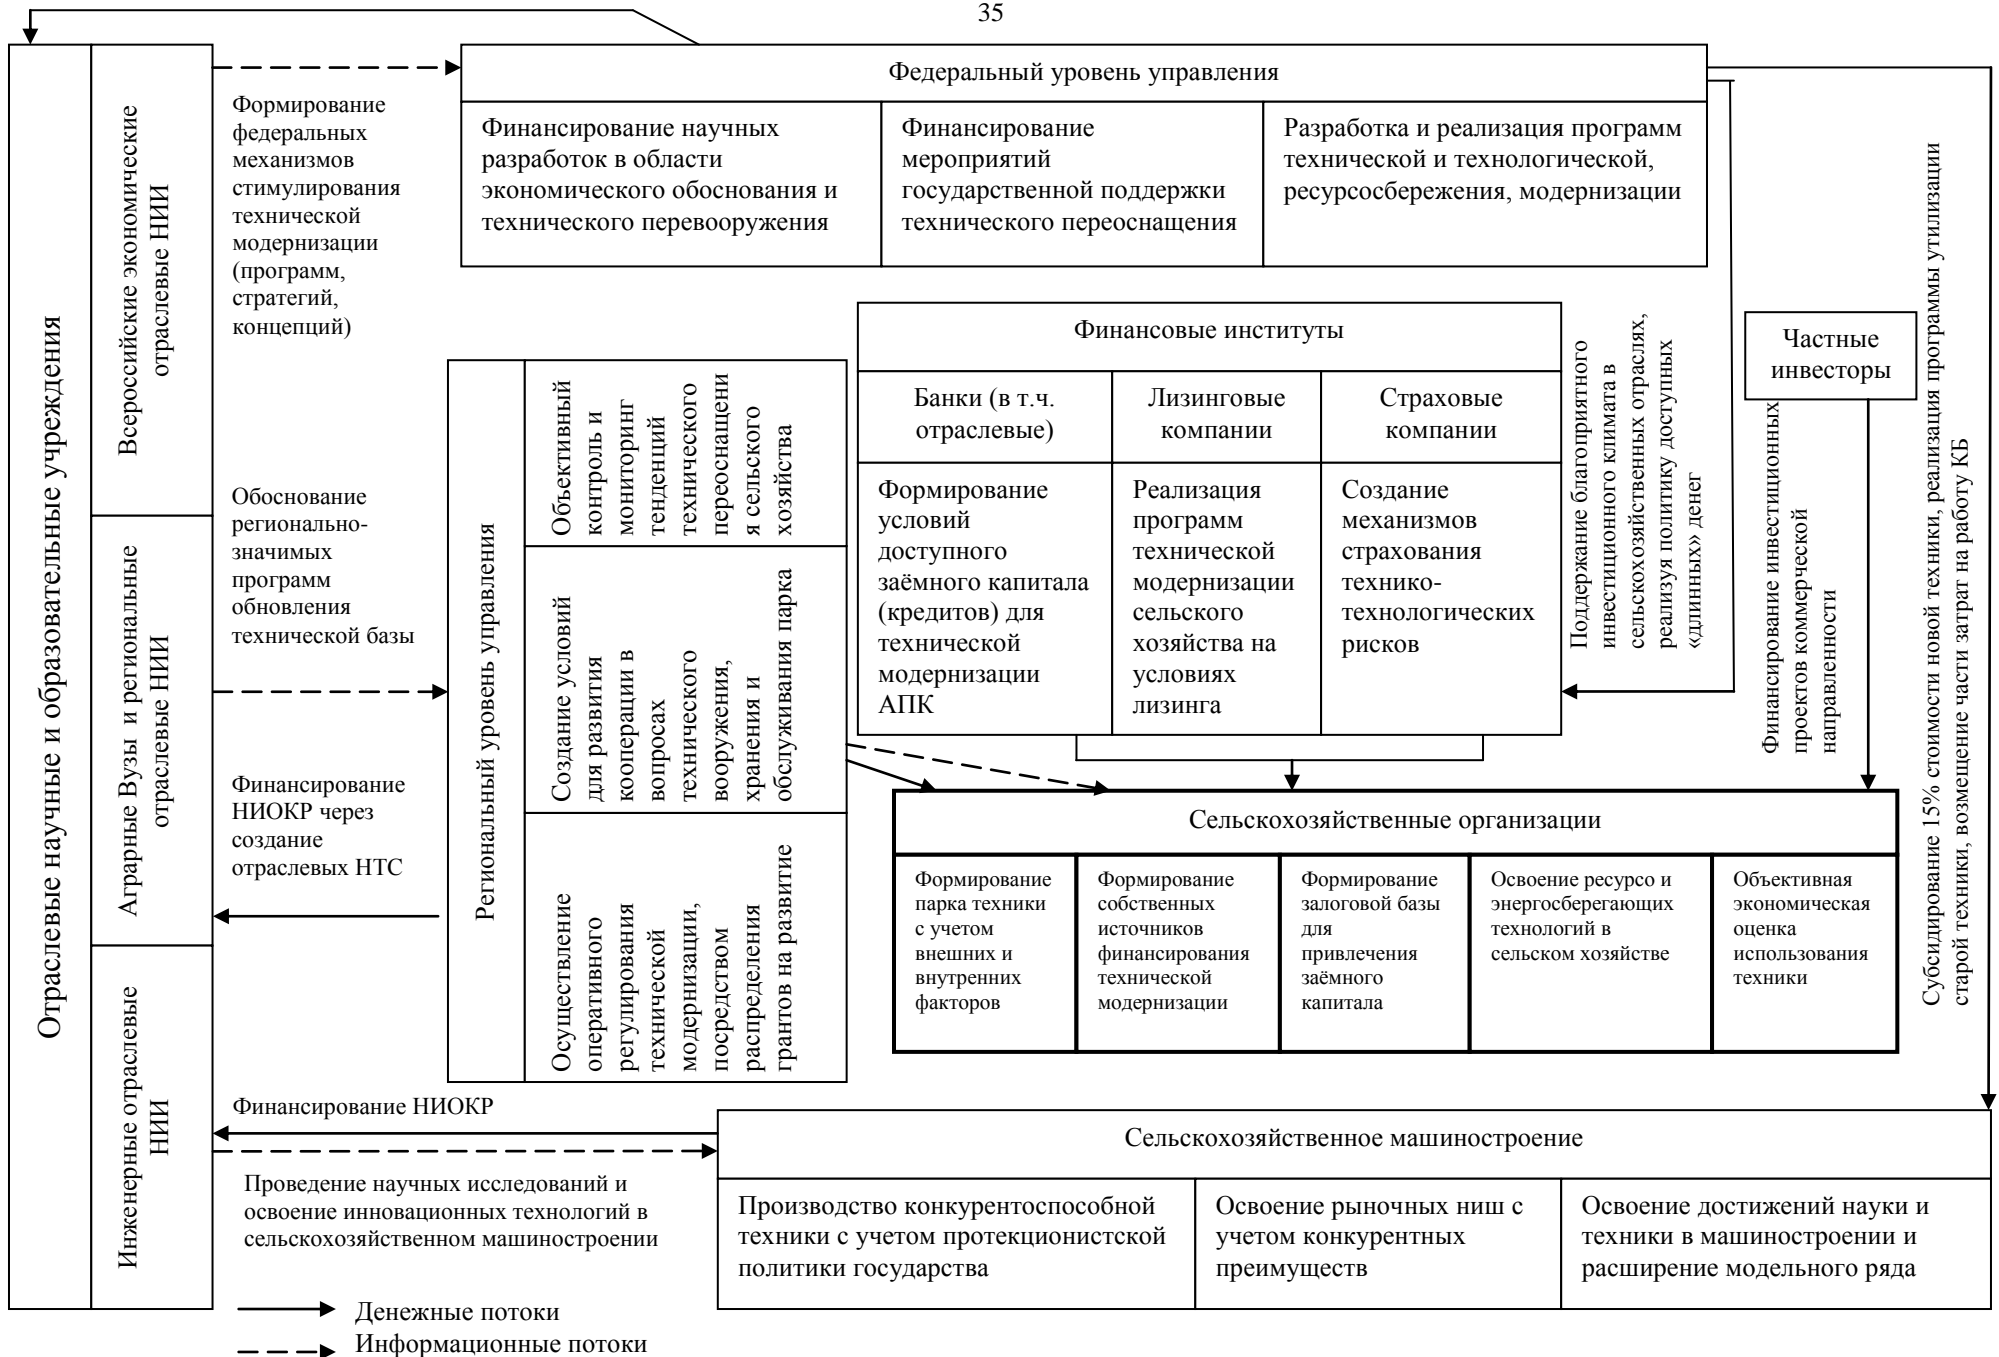 35
Отраслевые научные и образовательные учреждения
Всероссийские экономические
отраслевые НИИ
Аграрные Вузы и региональные
отраслевые НИИ
Инженерные отраслевые
НИИ
Формирование
федеральных
механизмов
стимулирования
технической
модернизации
(программ,
стратегий,
концепций)
Обоснование
регионально-
значимых
программ
обновления
технической базы
Финансирование
НИОКР через
создание
отраслевых НТС
Федеральный уровень управления
Финансирование научных
разработок в области
экономического обоснования и
технического перевооружения
Финансирование
мероприятий
государственной поддержки
технического переоснащения
Разработка и реализация программ
технической и технологической,
ресурсосбережения, модернизации
Региональный уровень управления
Объективный
контроль и
мониторинг
тенденций
технического
переоснащени
я сельского
хозяйства
Создание условий
для развития
кооперации в
вопросах
технического
вооружения,
хранения и
обслуживания парка
Осуществление
оперативного
регулирования
технической
модернизации,
посредством
распределения
грантов на развитие
Финансовые институты
Банки (в т.ч.
отраслевые)
Лизинговые
компании
Страховые
компании
Формирование
условий
доступного
заёмного капитала
(кредитов) для
технической
модернизации
АПК
Реализация
программ
технической
модернизации
сельского
хозяйства на
условиях
лизинга
Создание
механизмов
страхования
технико-
технологических
рисков
Поддержание благоприятного
инвестиционного климата в
сельскохозяйственных отраслях,
реализуя политику доступных
«длинных» денег
Частные
инвесторы
Финансирование инвестиционных
проектов коммерческой
направленности
Субсидирование 15% стоимости новой техники, реализация программы утилизации
старой техники, возмещение части затрат на работу КБ
Сельскохозяйственные организации
Формирование
парка техники
с учетом
внешних и
внутренних
факторов
Формирование
собственных
источников
финансирования
технической
модернизации
Формирование
залоговой базы
для
привлечения
заёмного
капитала
Освоение ресурсо и
энергосберегающих
технологий в
сельском хозяйстве
Объективная
экономическая
оценка
использования
техники
Финансирование НИОКР
Проведение научных исследований и
освоение инновационных технологий в
сельскохозяйственном машиностроении
Сельскохозяйственное машиностроение
Производство конкурентоспособной
техники с учетом протекционистской
политики государства
Освоение рыночных ниш с
учетом конкурентных
преимуществ
Освоение достижений науки и
техники в машиностроении и
расширение модельного ряда
Денежные потоки
Информационные потоки